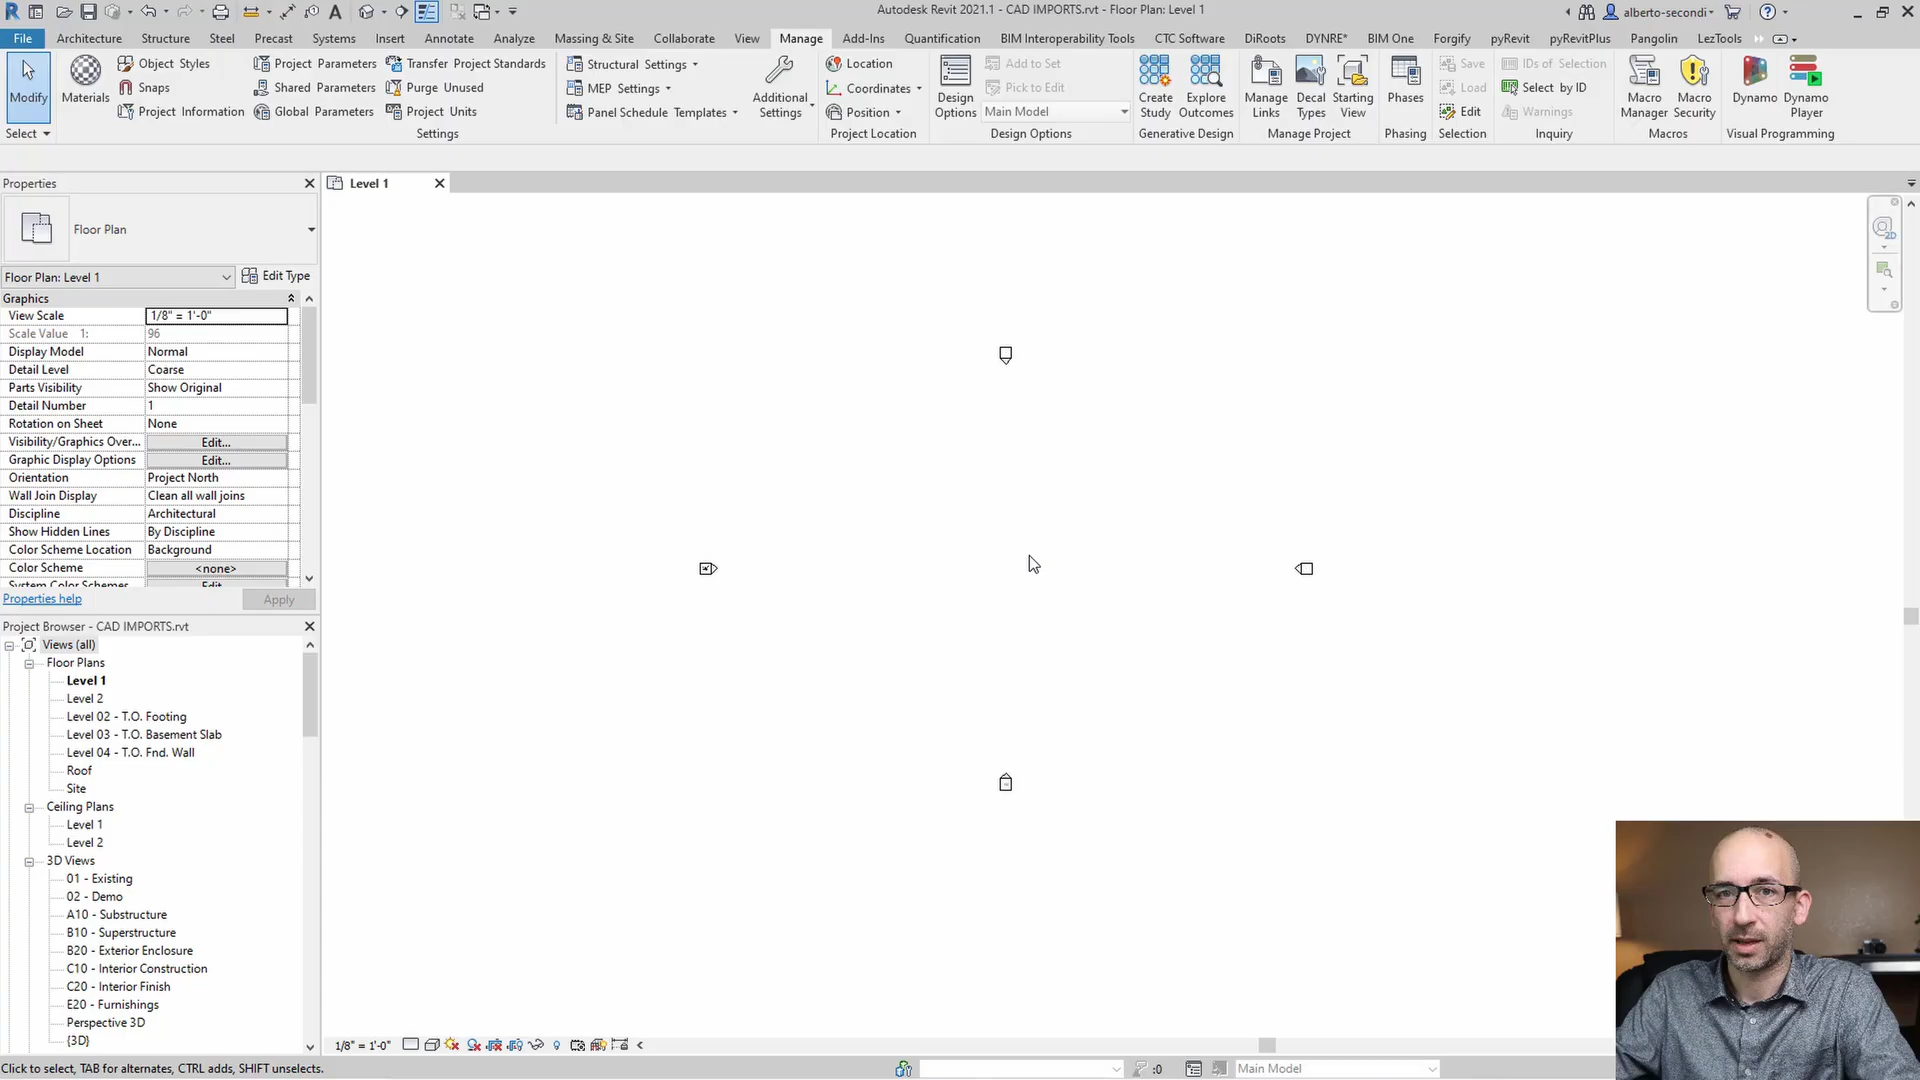 Autodesk Revit 2021.1 - CAD IMPORTS.rvt - Floor Plan: Level 1
alberto-secondi
File Architecture Structure Steel Precast Systems Insert Annotate Analyze Massing & Site Collaborate View Manage Add-Ins Quantification BIM Interoperability Tools CTC Software DiRoots DYNRE* BIM One Forgify pyRevit pyRevitPlus Pangolin LezTools
Modify
Select
Materials
Object Styles
Snaps
Project Information
Project Parameters
Shared Parameters
Global Parameters
Transfer Project Standards
Purge Unused
Project Units
Settings
Structural Settings
MEP Settings
Panel Schedule Templates
Additional
Settings
Location
Coordinates
Position
Project Location
Design
Options
Add to Set
Pick to Edit
Main Model
Design Options
Create
Study
Explore
Outcomes
Generative Design
Manage
Links
Decal
Types
Starting
View
Manage Project
Phases
Phasing
Save
Load
Edit
Selection
IDs of Selection
Select by ID
Warnings
Inquiry
Macro
Manager
Macro
Security
Macros
Dynamo
Dynamo
Player
Visual Programming
Properties
Level 1
Floor Plan
Floor Plan: Level 1
Edit Type
Graphics
View Scale 1/8" = 1'-0"
Scale Value 1: 96
Display Model Normal
Detail Level Coarse
Parts Visibility Show Original
Detail Number 1
Rotation on Sheet None
Visibility/Graphics Over... Edit...
Graphic Display Options Edit...
Orientation Project North
Wall Join Display Clean all wall joins
Discipline Architectural
Show Hidden Lines By Discipline
Color Scheme Location Background
Color Scheme <none>
System Color Schemes Edit
Properties help
Apply
Project Browser - CAD IMPORTS.rvt
Views (all)
Floor Plans
Level 1
Level 2
Level 02 - T.O. Footing
Level 03 - T.O. Basement Slab
Level 04 - T.O. Fnd. Wall
Roof
Site
Ceiling Plans
Level 1
Level 2
3D Views
01 - Existing
02 - Demo
A10 - Substructure
B10 - Superstructure
B20 - Exterior Enclosure
C10 - Interior Construction
C20 - Interior Finish
E20 - Furnishings
Perspective 3D
{3D}
2D
1/8" = 1'-0"
Click to select, TAB for alternates, CTRL adds, SHIFT unselects.
:0
Main Model